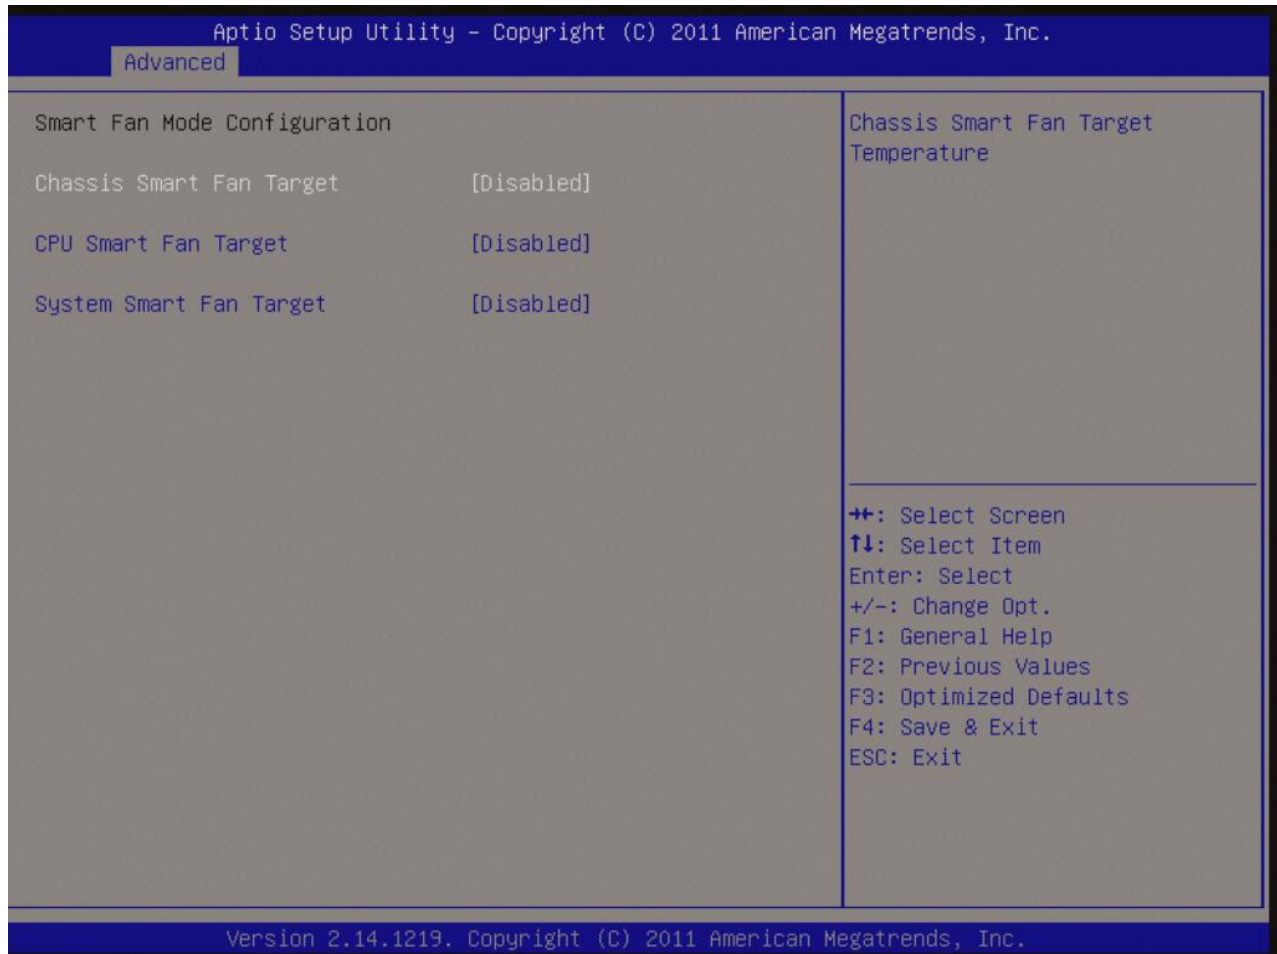 Aptio Setup Utility – Copyright (C) 2011 American Megatrends, Inc.
Advanced
Smart Fan Mode Configuration
Chassis Smart Fan Target [Disabled]
CPU Smart Fan Target [Disabled]
System Smart Fan Target [Disabled]
Chassis Smart Fan Target
Temperature
→←: Select Screen
↑↓: Select Item
Enter: Select
+/-: Change Opt.
F1: General Help
F2: Previous Values
F3: Optimized Defaults
F4: Save & Exit
ESC: Exit
Version 2.14.1219. Copyright (C) 2011 American Megatrends, Inc.